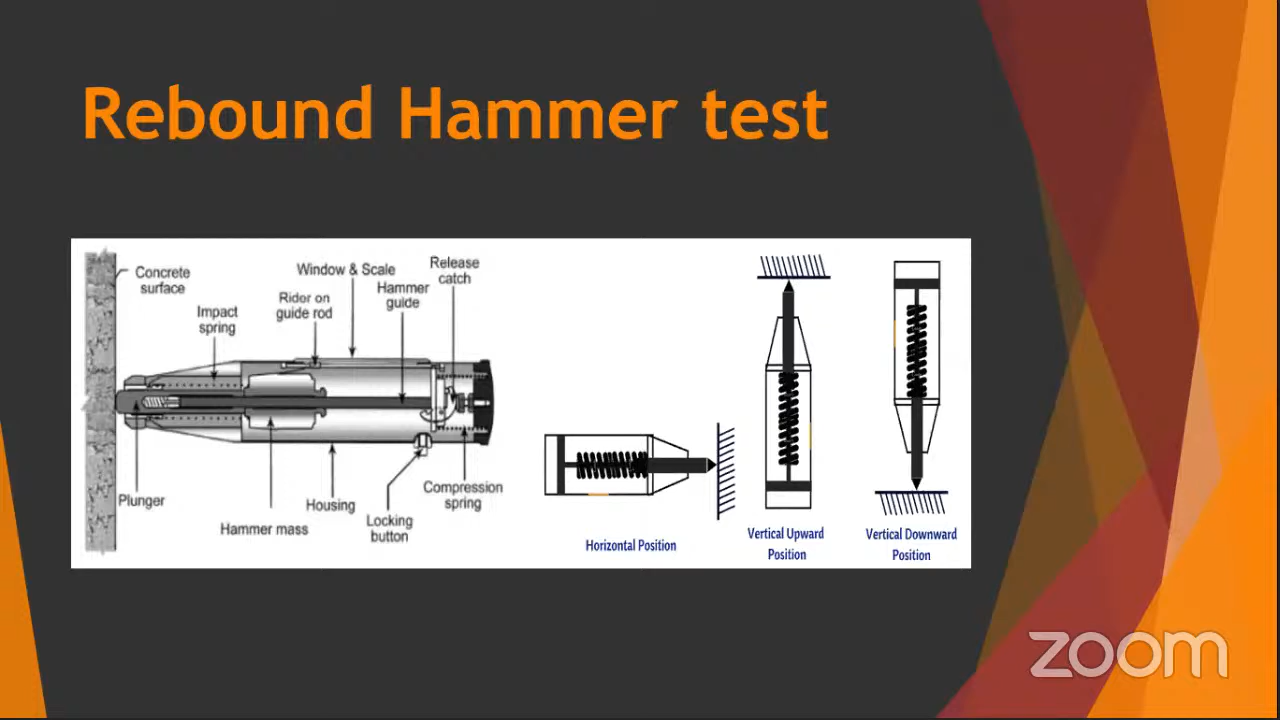 Rebound Hammer test
Concrete
surface
Window & Scale
Release
catch
Rider on
guide rod
Hammer
guide
Impact
spring
Plunger
Hammer mass
Housing
Locking
button
Compression
spring
Horizontal Position
Vertical Upward
Position
Vertical Downward
Position
zoom